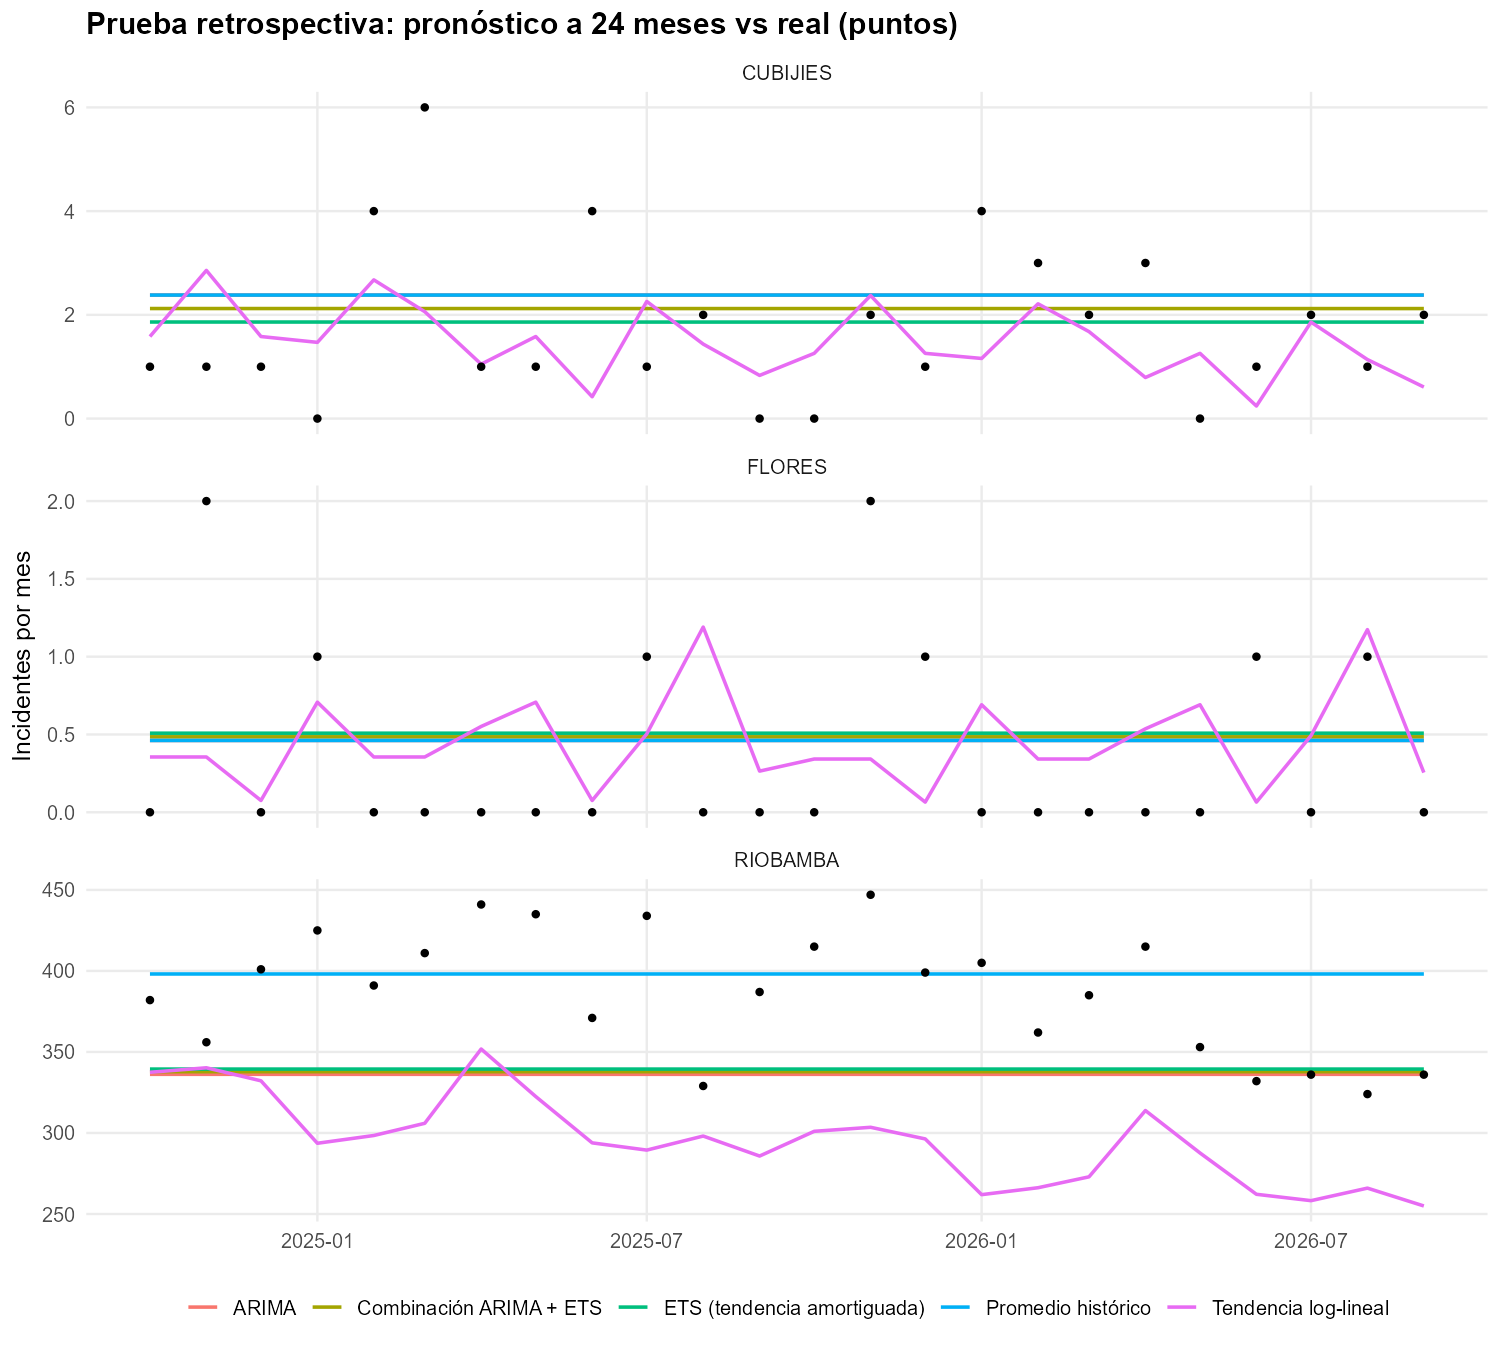 Prueba retrospectiva: pronóstico a 24 meses vs real (puntos)
CUBIJIES
6
4
2
0
FLORES
2.0
1.5
1.0
0.5
0.0
Incidentes por mes
RIOBAMBA
450
400
350
300
250
2025-01 2025-07 2026-01 2026-07
ARIMA Combinación ARIMA + ETS ETS (tendencia amortiguada) Promedio histórico Tendencia log-lineal